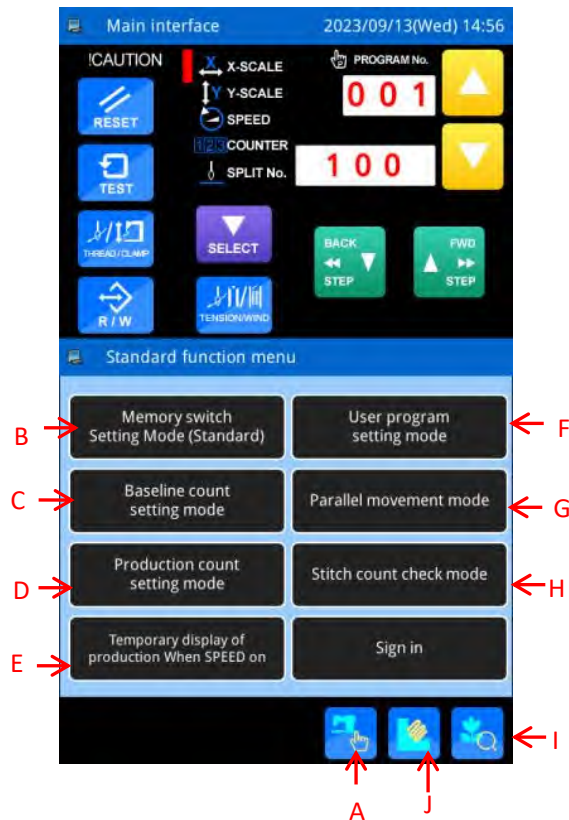 Main interface 2023/09/13(Wed) 14:56
!CAUTION
X X-SCALE
PROGRAM No.
Y Y-SCALE
001
RESET
SPEED
123 COUNTER
SPLIT No.
100
TEST
THREAD/CLAMP
SELECT
BACK
STEP
FWD
STEP
R/W
TENSION/WIND
Standard function menu
B
Memory switch
Setting Mode (Standard)
User program
setting mode
F
C
Baseline count
setting mode
Parallel movement mode
G
D
Production count
setting mode
Stitch count check mode
H
E
Temporary display of
production When SPEED on
Sign in
I
A
J